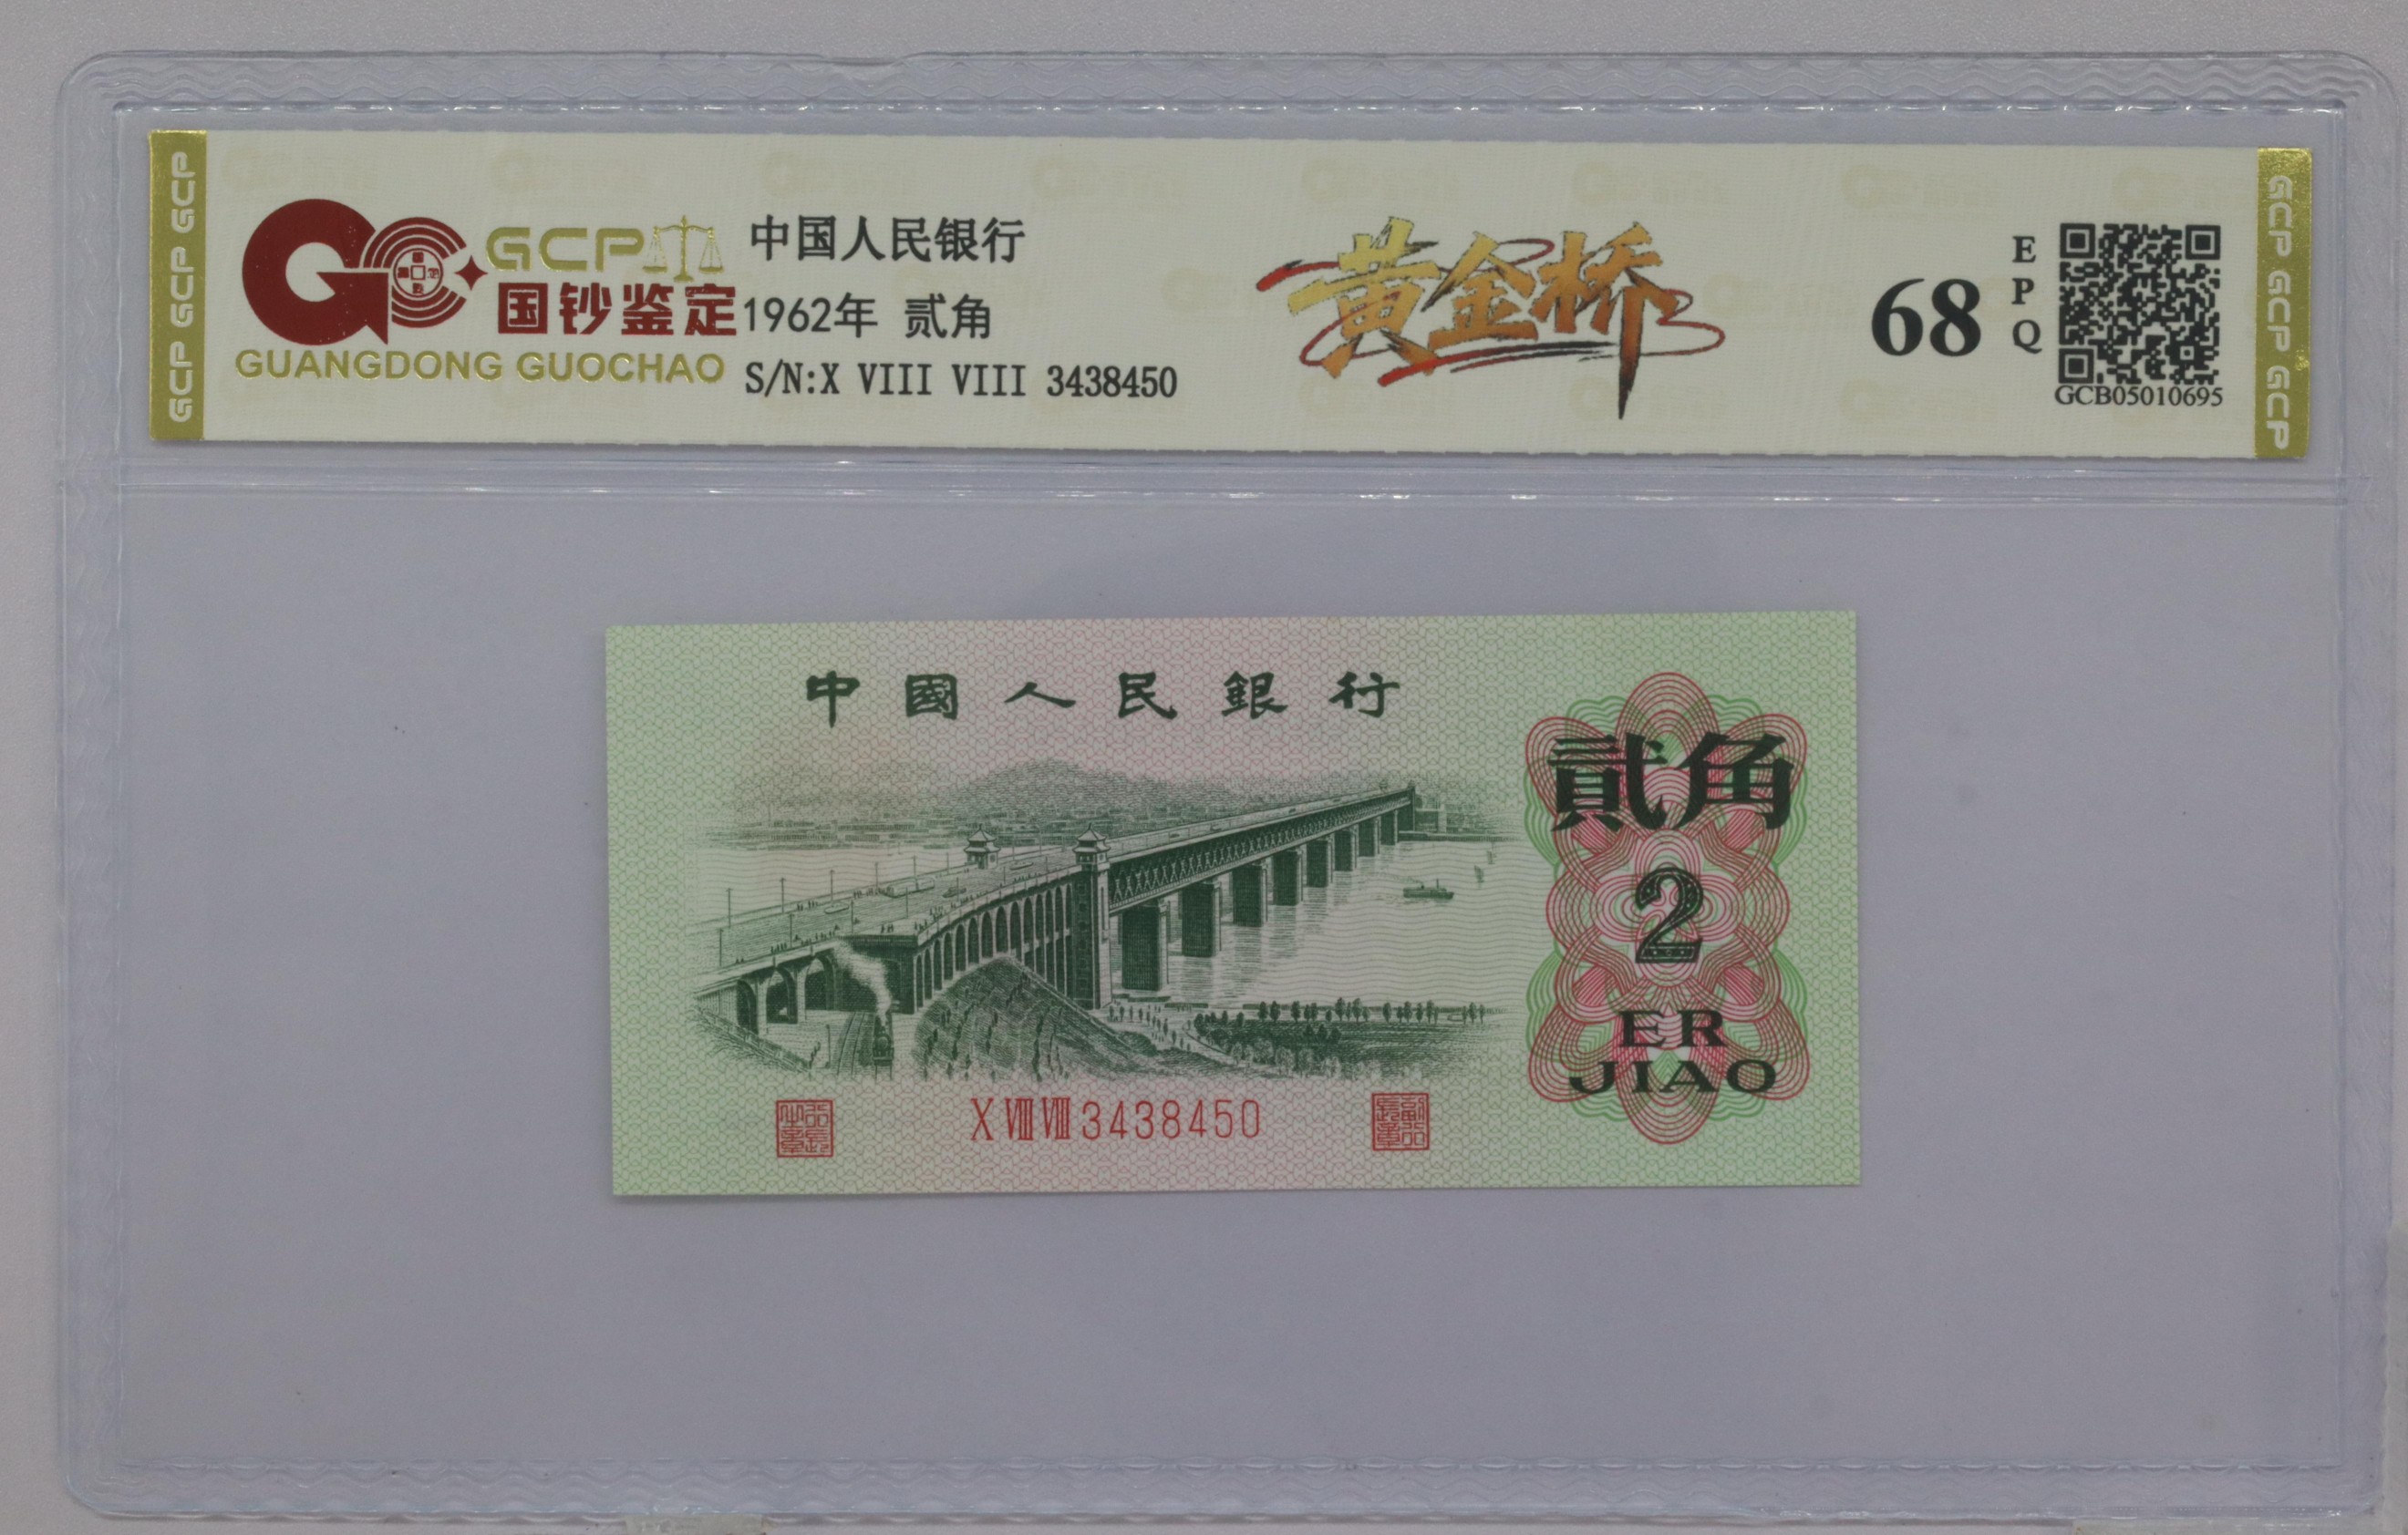 GCP GCP GCP
GCP
国钞鉴定
GUANGDONG GUOCHAO
中国人民银行
1962年 贰角
S/N:X VIII VIII 3438450
黄金桥
68
EPQ
GCB05010695
GCP GCP GCP
中國人民銀行
貳角
2
ER
JIAO
X VIII VIII 3438450